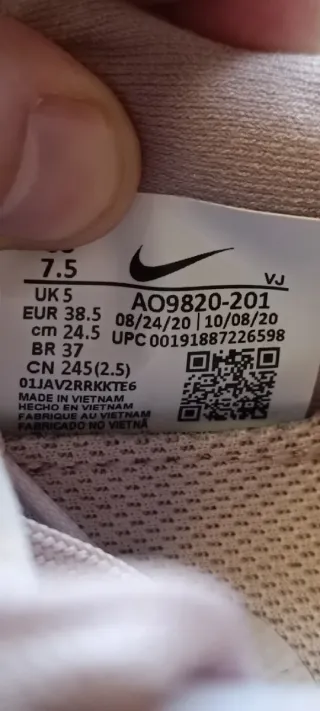 7.5
UK 5
EUR 38.5
cm 24.5
BR 37
CN 245(2.5)
01JAV2RRKKTE6
MADE IN VIETNAM
HECHO EN VIETNAM
FABRIQUE AU VIETNAM
FABRICADO NO VIETNÃ
VJ
AO9820-201
08/24/20 | 10/08/20
UPC 00191887226598